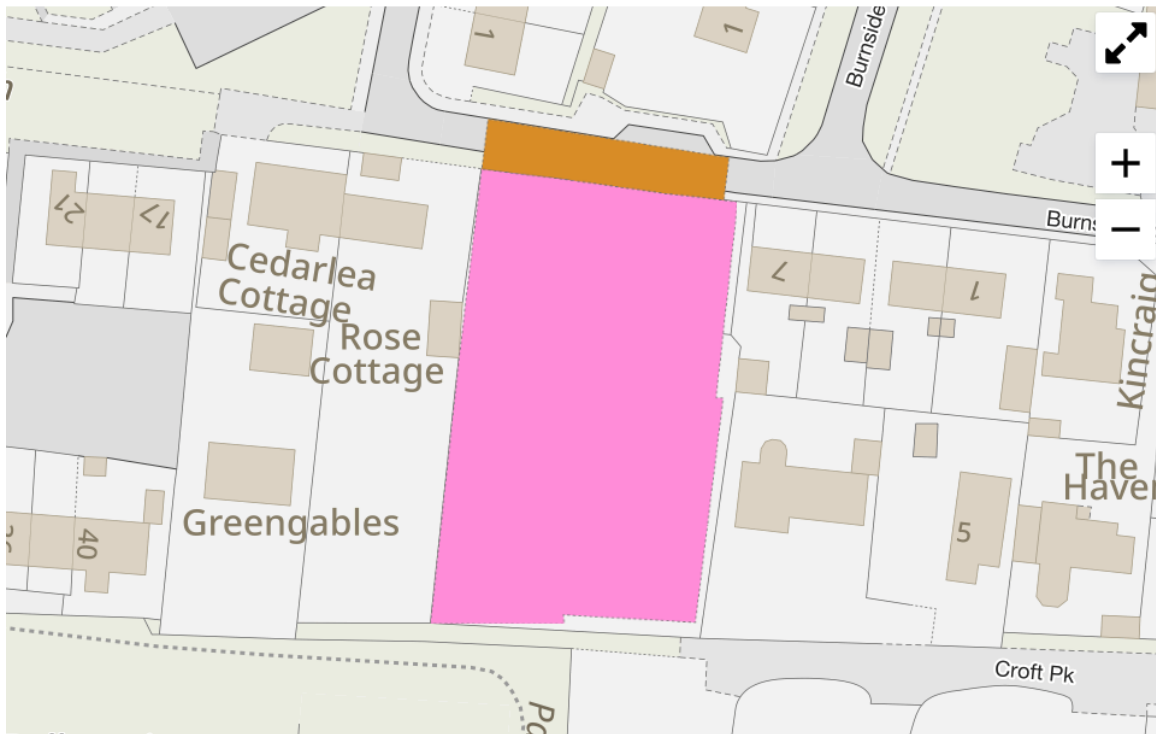 1
1
Burnside
21
17
Cedarlea
Cottage
Rose
Cottage
7
1
Burns
Kincraig
The
Haven
Greengables
40
5
Croft Pk
+
−